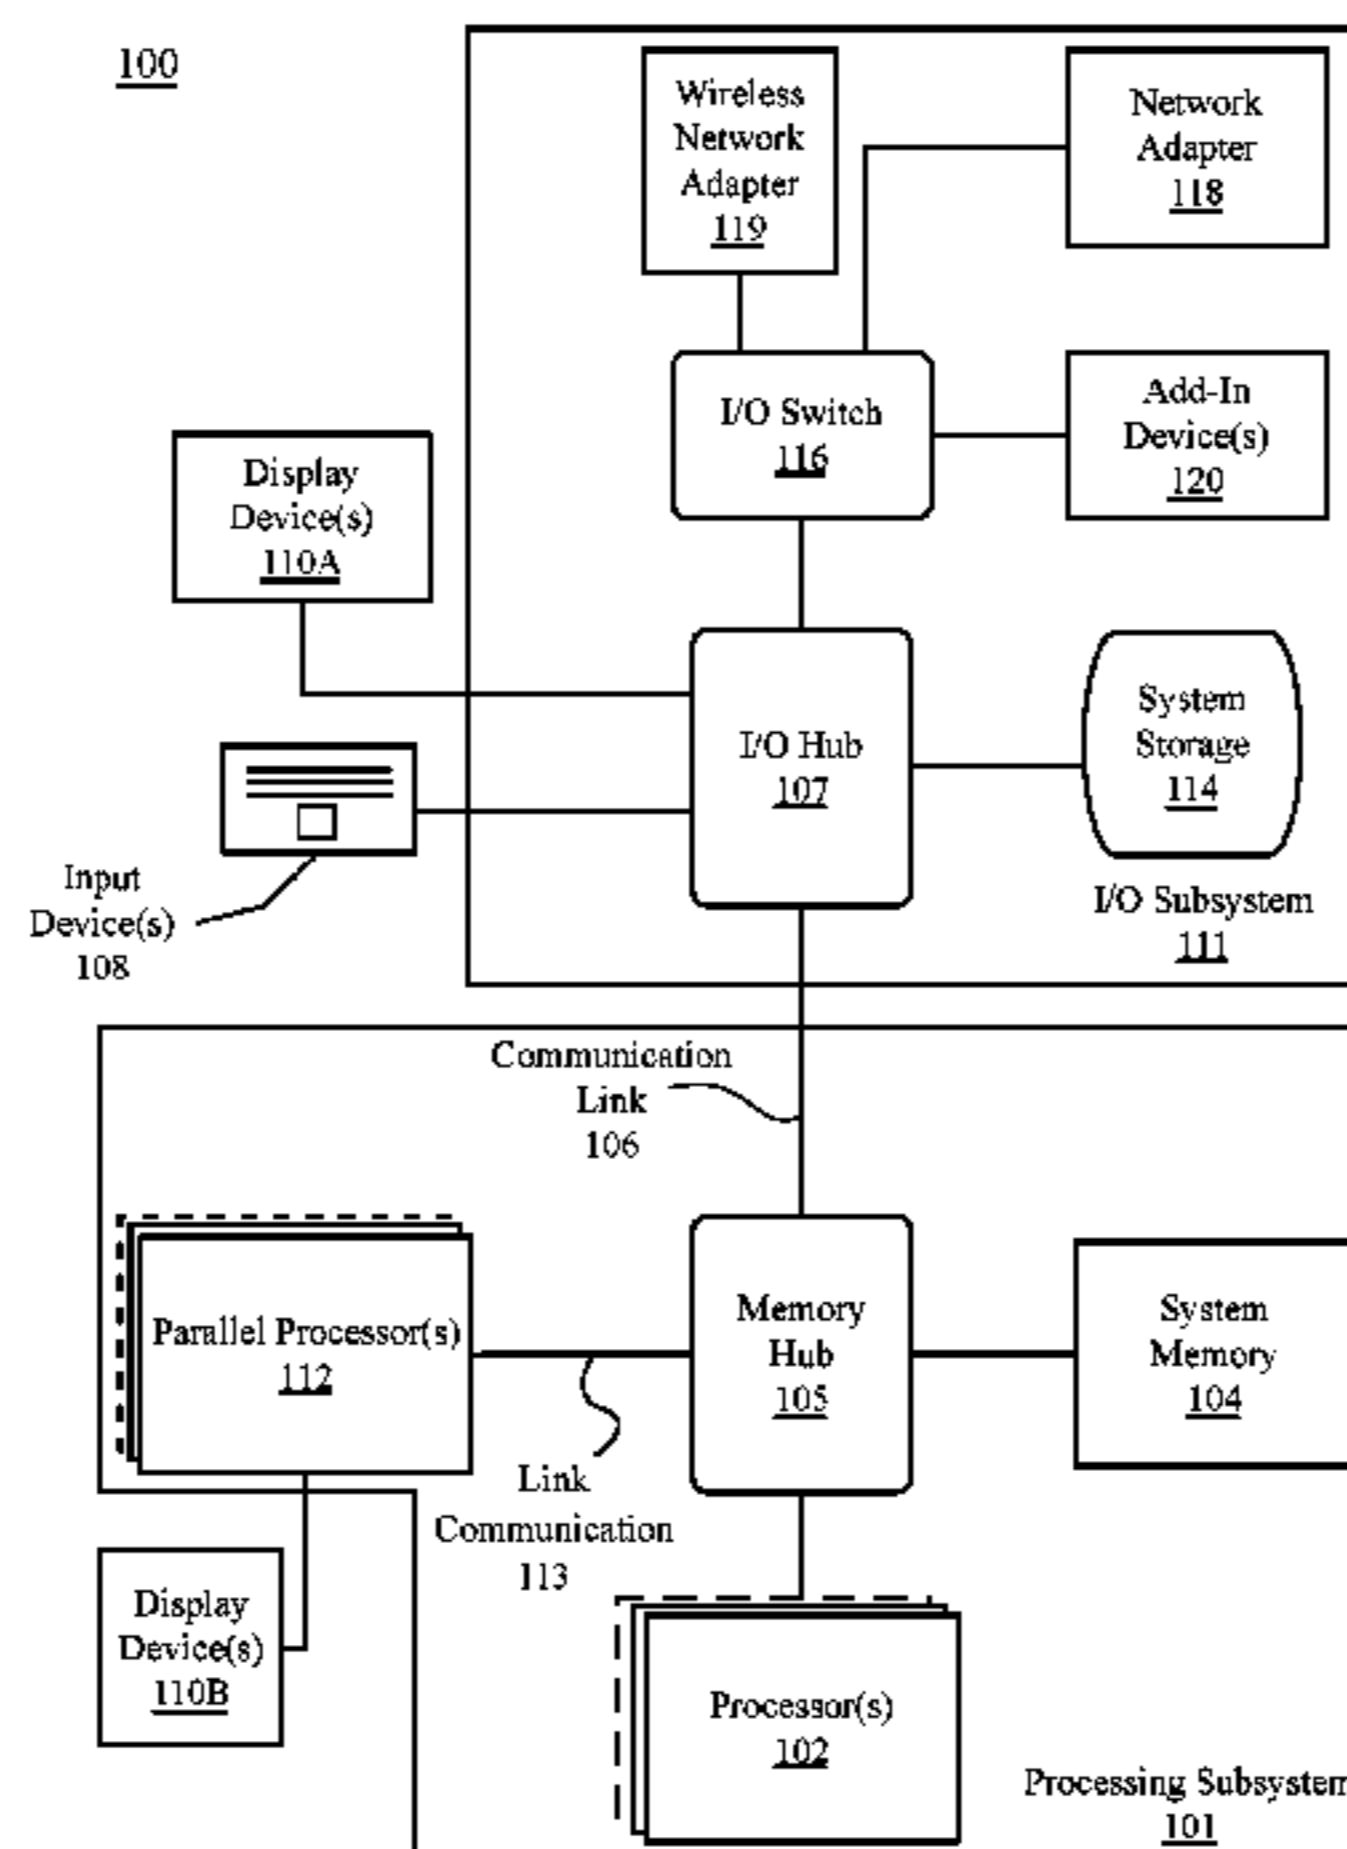 100
Wireless
Network
Adapter
119
Network
Adapter
118
I/O Switch
116
Add-In
Device(s)
120
Display
Device(s)
110A
I/O Hub
107
System
Storage
114
Input
Device(s)
108
I/O Subsystem
111
Communication
Link
106
Parallel Processor(s)
112
Memory
Hub
105
System
Memory
104
Link
Communication
113
Display
Device(s)
110B
Processor(s)
102
Processing Subsystem
101